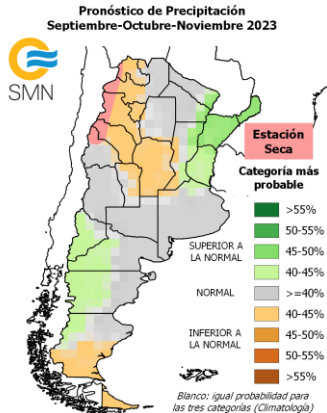 Pronóstico de Precipitación
Septiembre-Octubre-Noviembre 2023
SMN
Estación
Seca
Categoría más
probable
>55%
50-55%
45-50%
SUPERIOR A
LA NORMAL
40-45%
NORMAL
>=40%
40-45%
INFERIOR A
LA NORMAL
45-50%
50-55%
>55%
Blanco: igual probabilidad para
las tres categorías (Climatología)